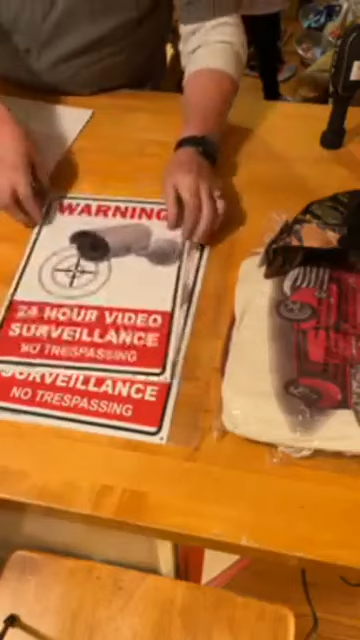 WARNING
24 HOUR VIDEO
SURVEILLANCE
NO TRESPASSING
SURVEILLANCE
NO TRESPASSING